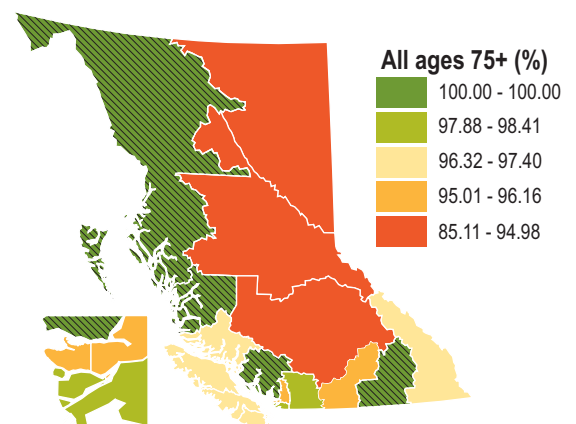 All ages 75+ (%)
100.00 - 100.00
97.88 - 98.41
96.32 - 97.40
95.01 - 96.16
85.11 - 94.98